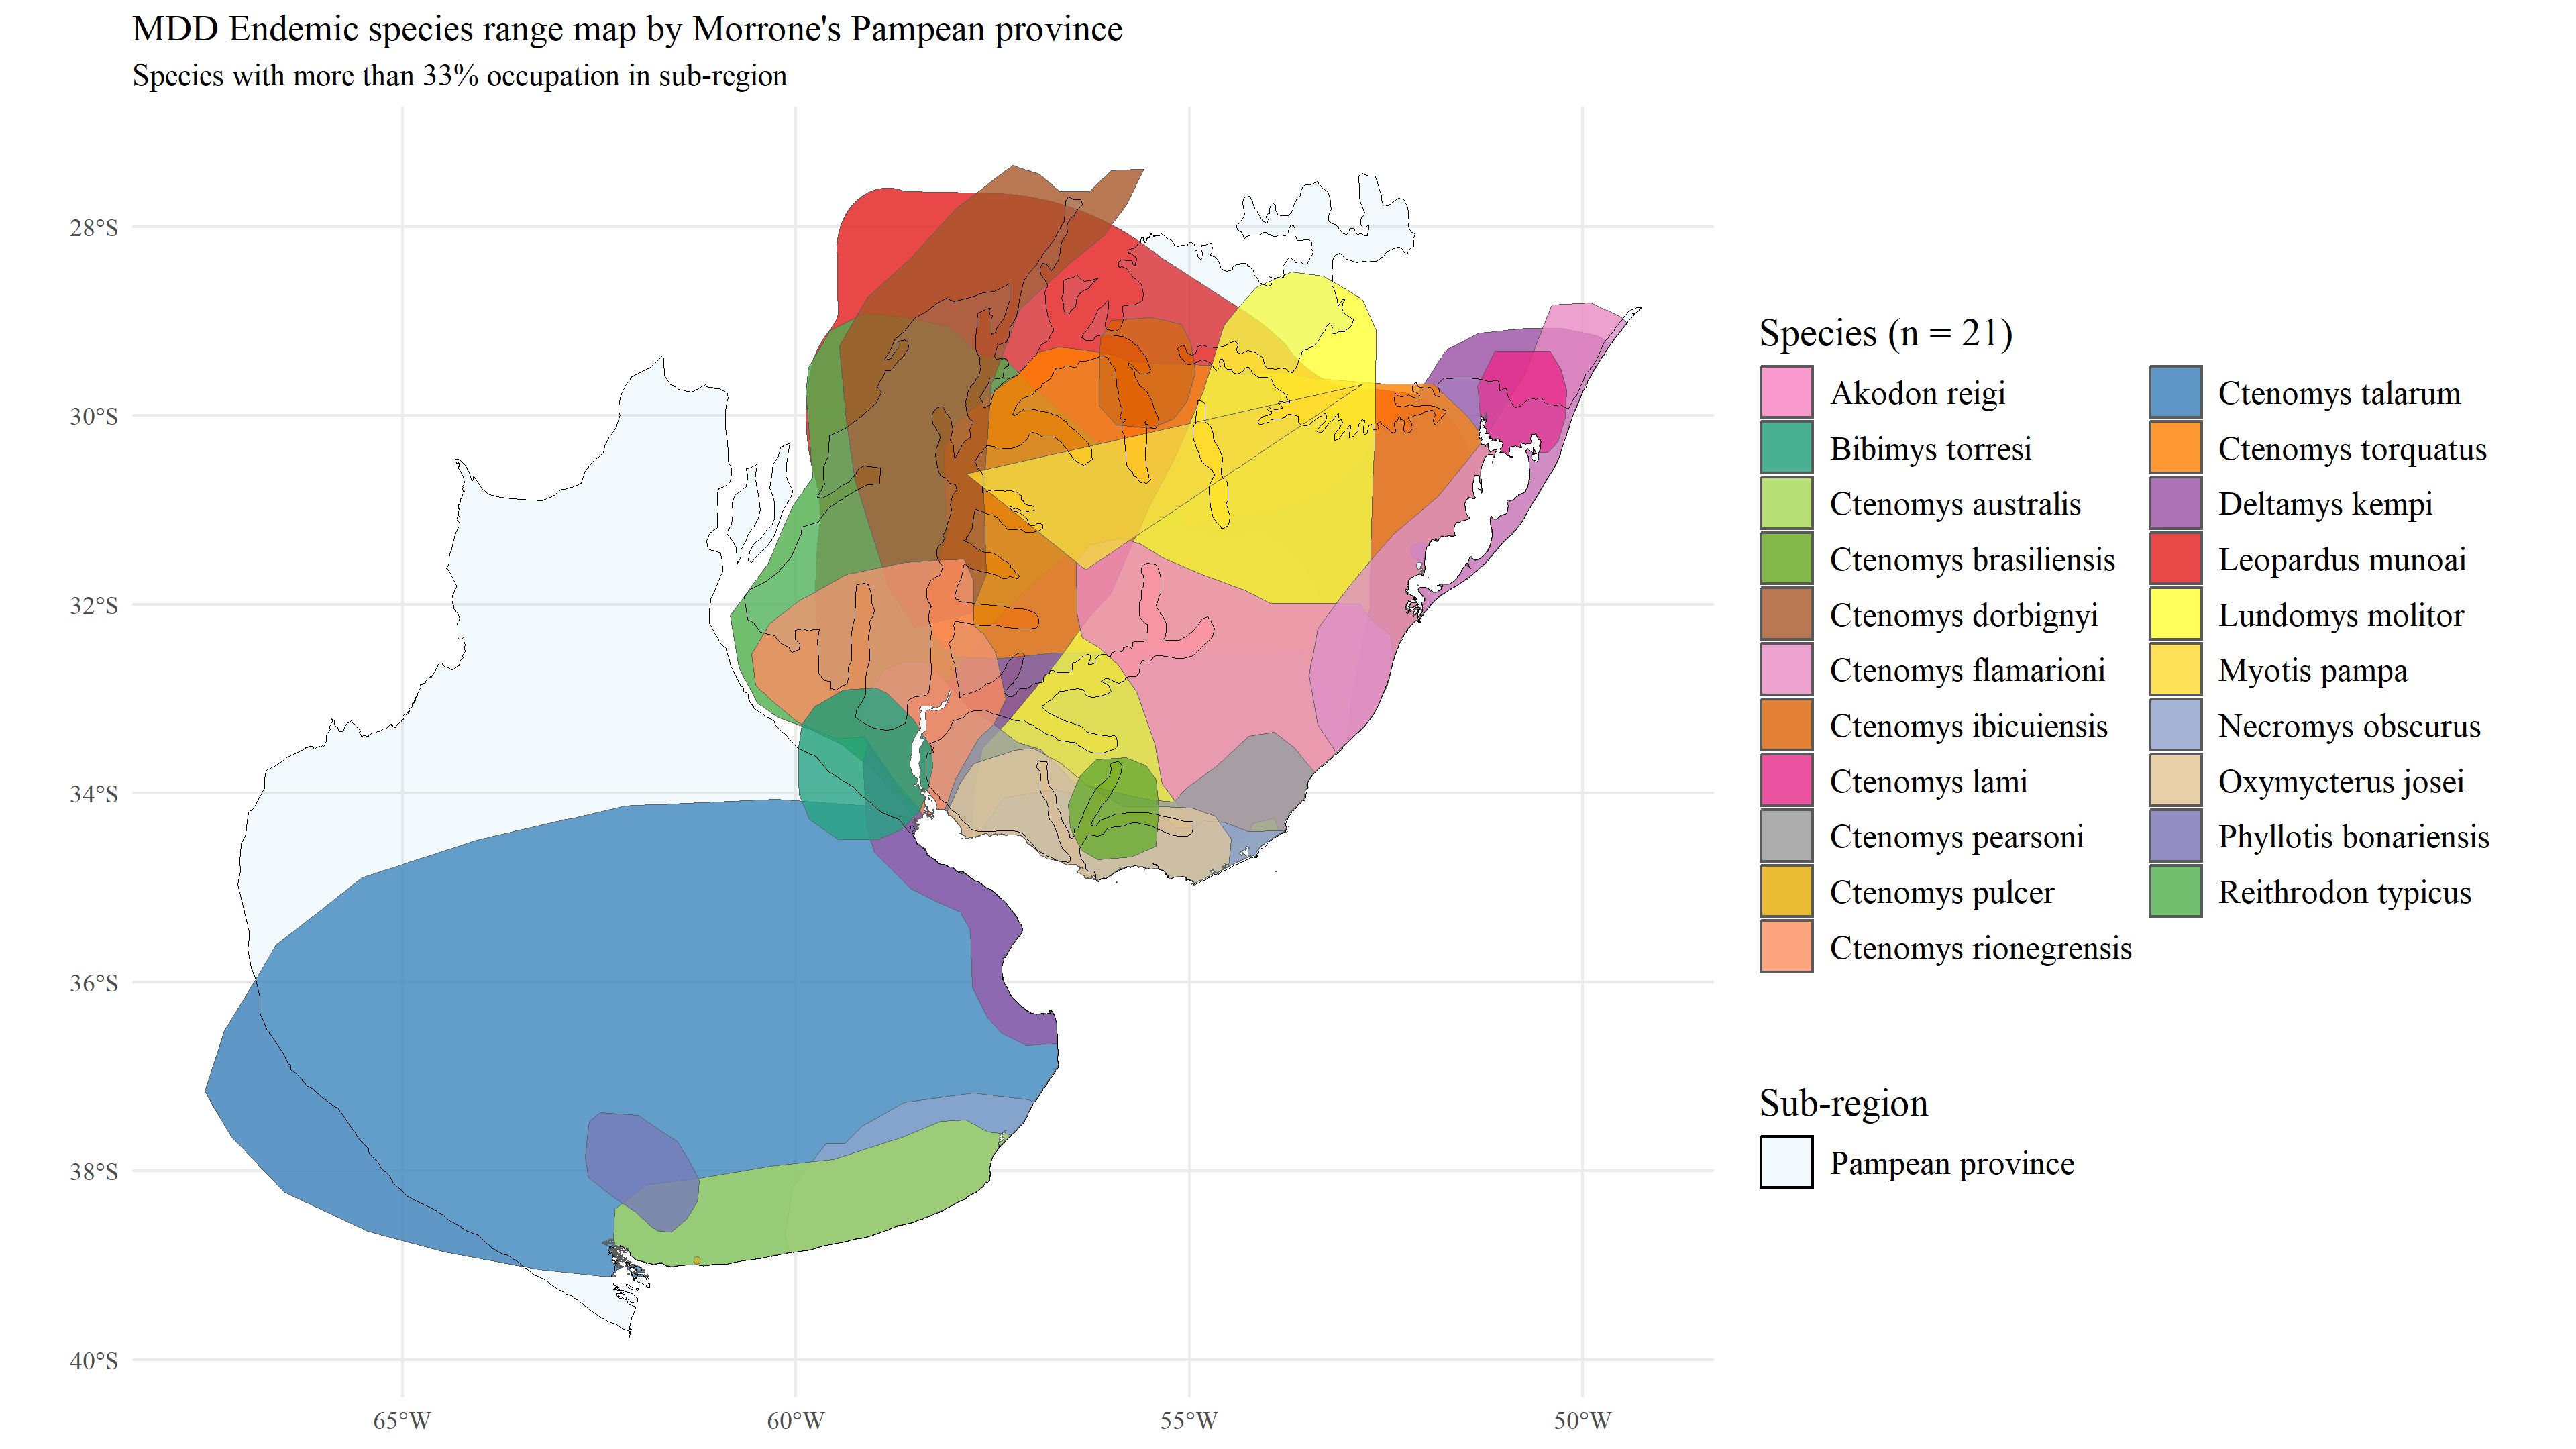 MDD Endemic species range map by Morrone's Pampean province
Species with more than 33% occupation in sub-region
28°S
30°S
32°S
34°S
36°S
38°S
40°S
65°W
60°W
55°W
50°W
Species (n = 21)
Akodon reigi
Bibimys torresi
Ctenomys australis
Ctenomys brasiliensis
Ctenomys dorbignyi
Ctenomys flamarioni
Ctenomys ibicuiensis
Ctenomys lami
Ctenomys pearsoni
Ctenomys pulcer
Ctenomys rionegrensis
Ctenomys talarum
Ctenomys torquatus
Deltamys kempi
Leopardus munoai
Lundomys molitor
Myotis pampa
Necromys obscurus
Oxymycterus josei
Phyllotis bonariensis
Reithrodon typicus
Sub-region
Pampean province